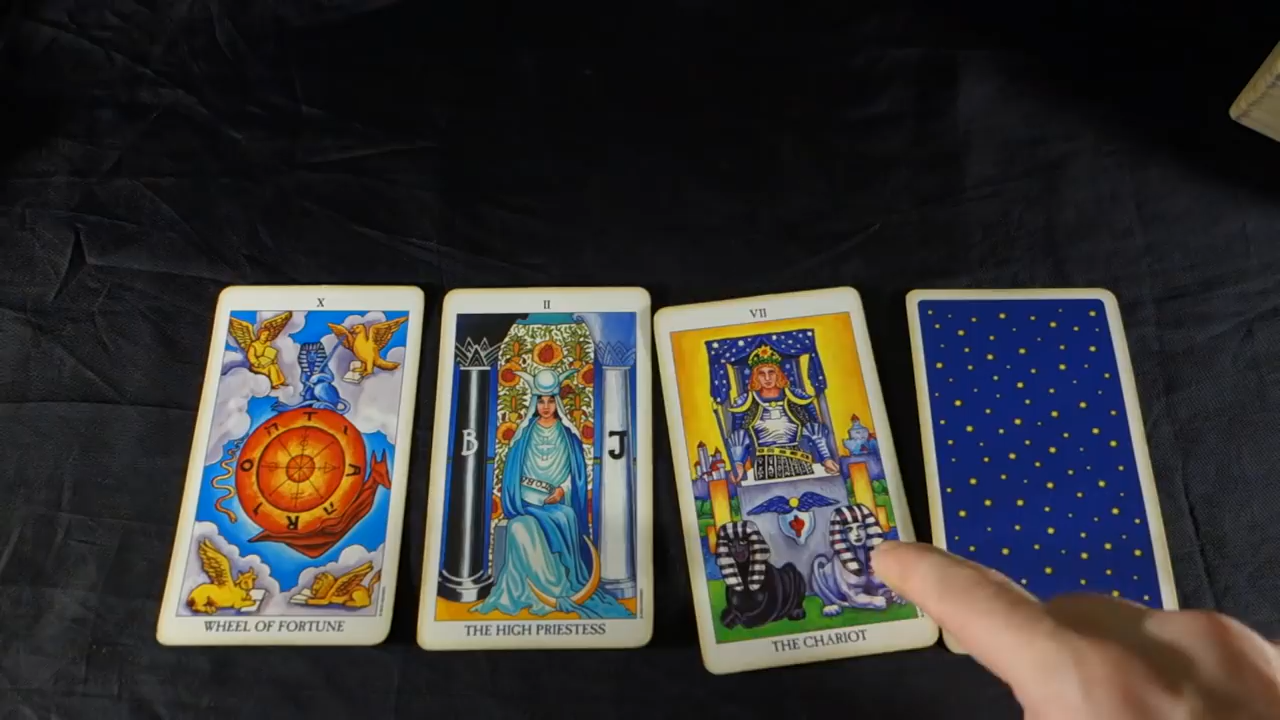 X
WHEEL OF FORTUNE
II
B
J
THE HIGH PRIESTESS
VII
THE CHARIOT